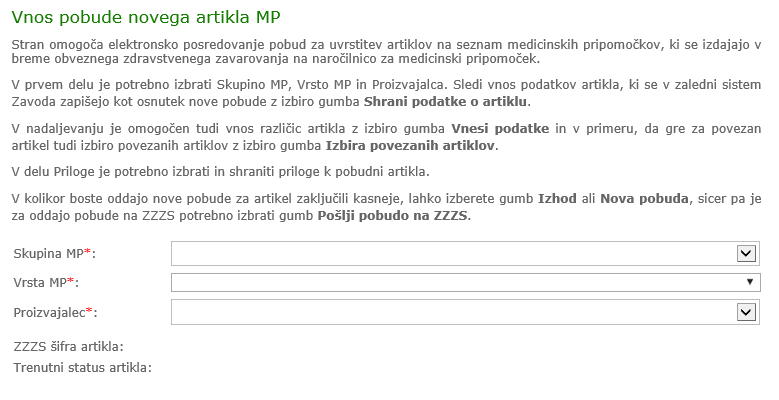 Vnos pobude novega artikla MP
Stran omogoča elektronsko posredovanje pobud za uvrstitev artiklov na seznam medicinskih pripomočkov, ki se izdajajo v
breme obveznega zdravstvenega zavarovanja na naročilnico za medicinski pripomoček.
V prvem delu je potrebno izbrati Skupino MP, Vrsto MP in Proizvajalca. Sledi vnos podatkov artikla, ki se v zaledni sistem
Zavoda zapišejo kot osnutek nove pobude z izbiro gumba Shrani podatke o artiklu.
V nadaljevanju je omogočen tudi vnos različic artikla z izbiro gumba Vnesi podatke in v primeru, da gre za povezan
artikel tudi izbiro povezanih artiklov z izbiro gumba Izbira povezanih artiklov.
V delu Priloge je potrebno izbrati in shraniti priloge k pobudni artikla.
V kolikor boste oddajo nove pobude za artikel zaključili kasneje, lahko izberete gumb Izhod ali Nova pobuda, sicer pa je
za oddajo pobude na ZZZS potrebno izbrati gumb Pošlji pobudo na ZZZS.
Skupina MP*:
Vrsta MP*:
Proizvajalec*:
ZZZS šifra artikla:
Trenutni status artikla: